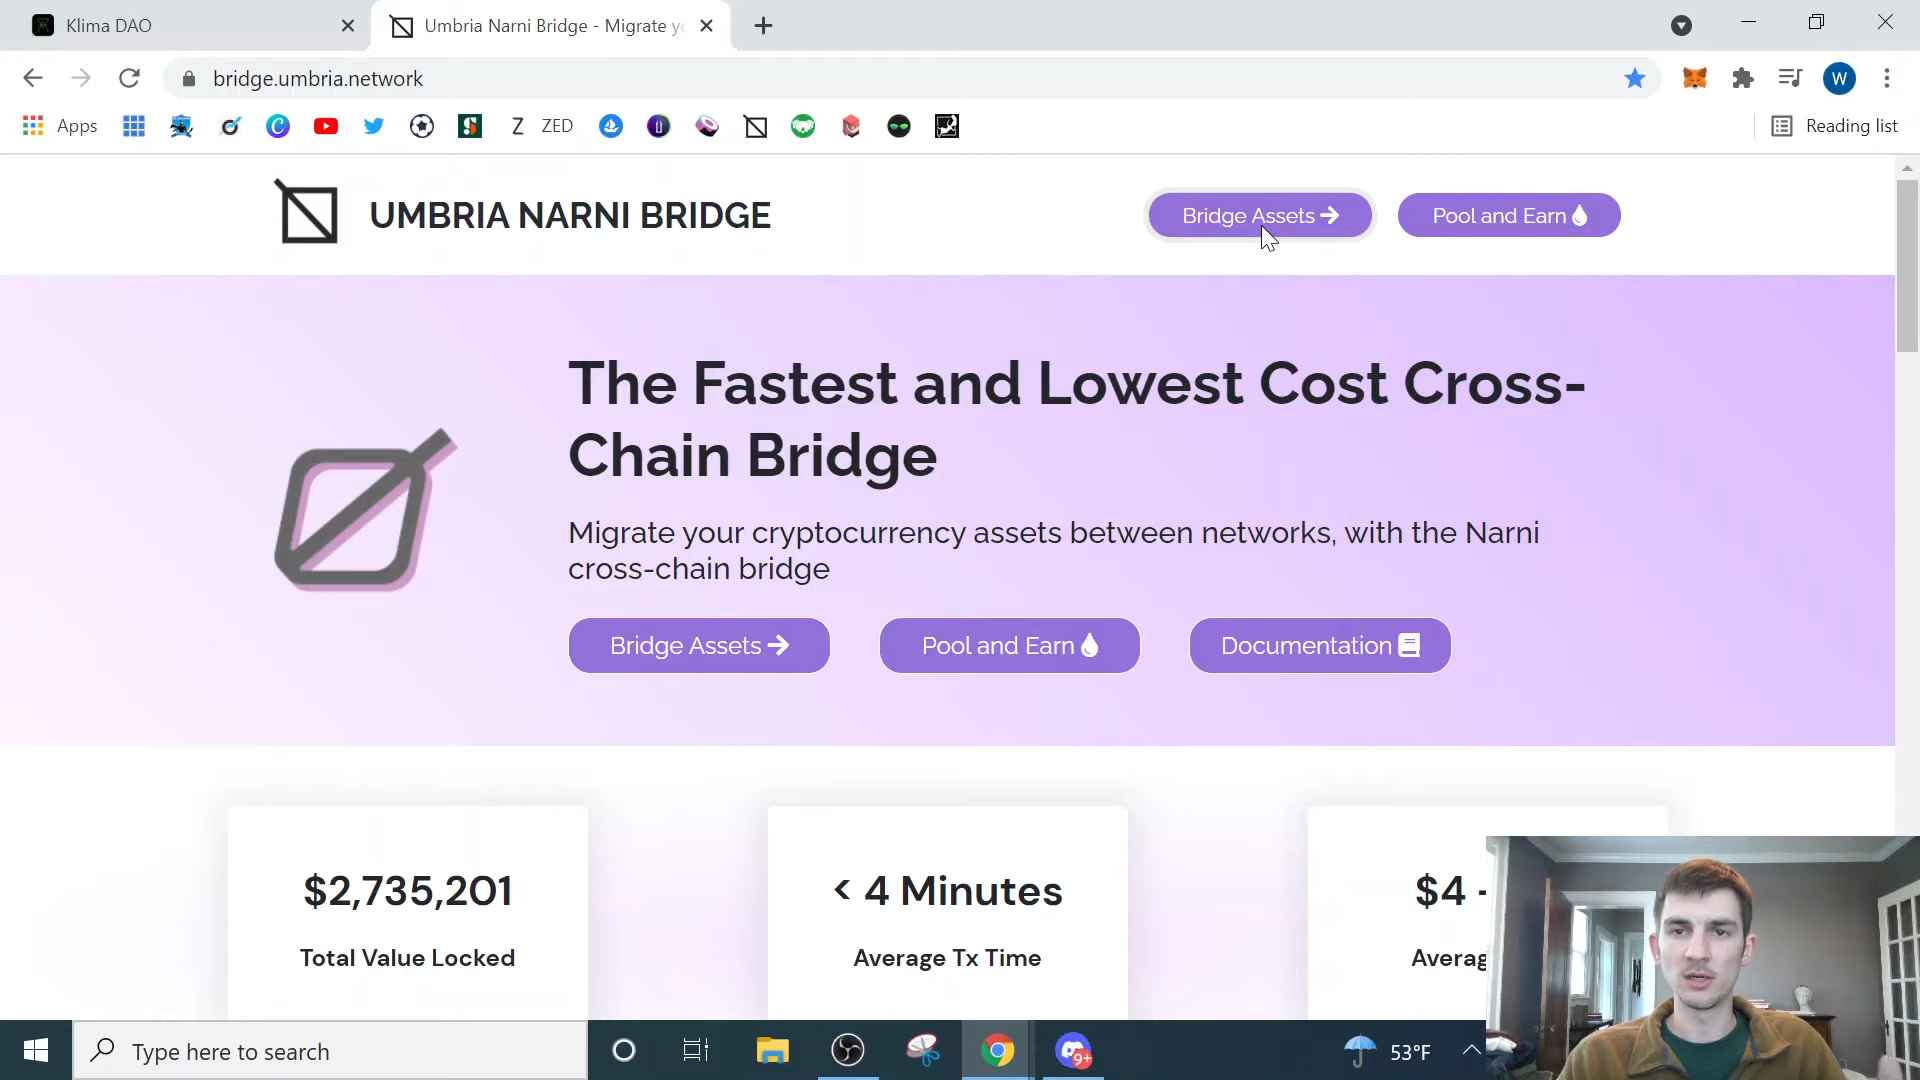 Klima DAO
Umbria Narni Bridge - Migrate yo
bridge.umbria.network
W
Apps
ZED
Reading list
UMBRIA NARNI BRIDGE
Bridge Assets
Pool and Earn
The Fastest and Lowest Cost Cross-
Chain Bridge
Migrate your cryptocurrency assets between networks, with the Narni
cross-chain bridge
Bridge Assets
Pool and Earn
Documentation
$2,735,201
< 4 Minutes
$4 -
Total Value Locked
Average Tx Time
Averag
Type here to search
9+
53°F